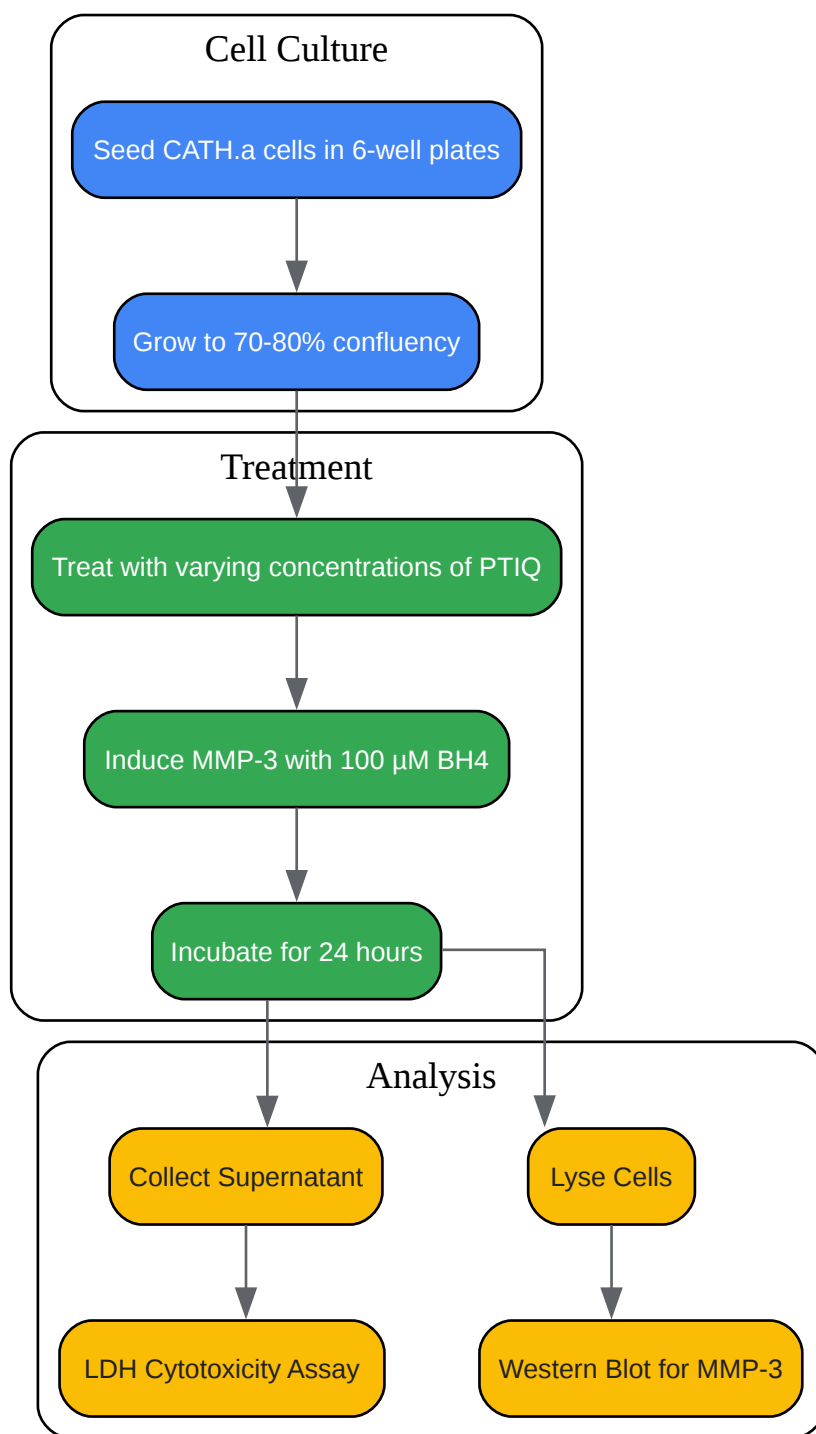 Cell Culture
Seed CATH.a cells in 6-well plates
Grow to 70-80% confluency
Treatment
Treat with varying concentrations of PTIQ
Induce MMP-3 with 100 µM BH4
Incubate for 24 hours
Analysis
Collect Supernatant
Lyse Cells
LDH Cytotoxicity Assay
Western Blot for MMP-3